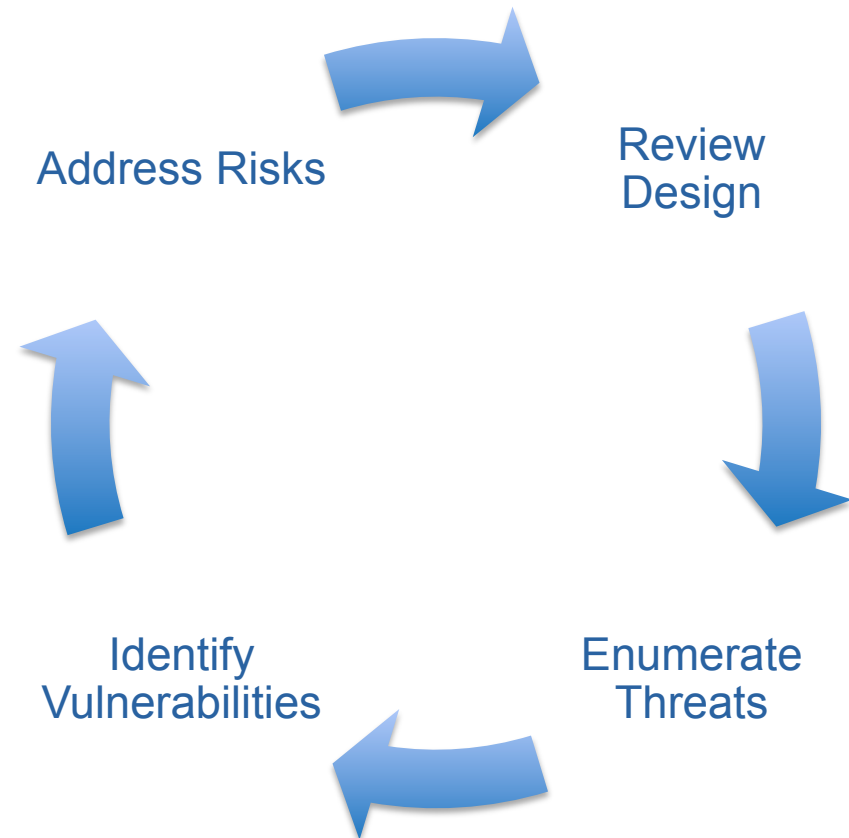 Address Risks
Review
Design
Identify
Vulnerabilities
Enumerate
Threats